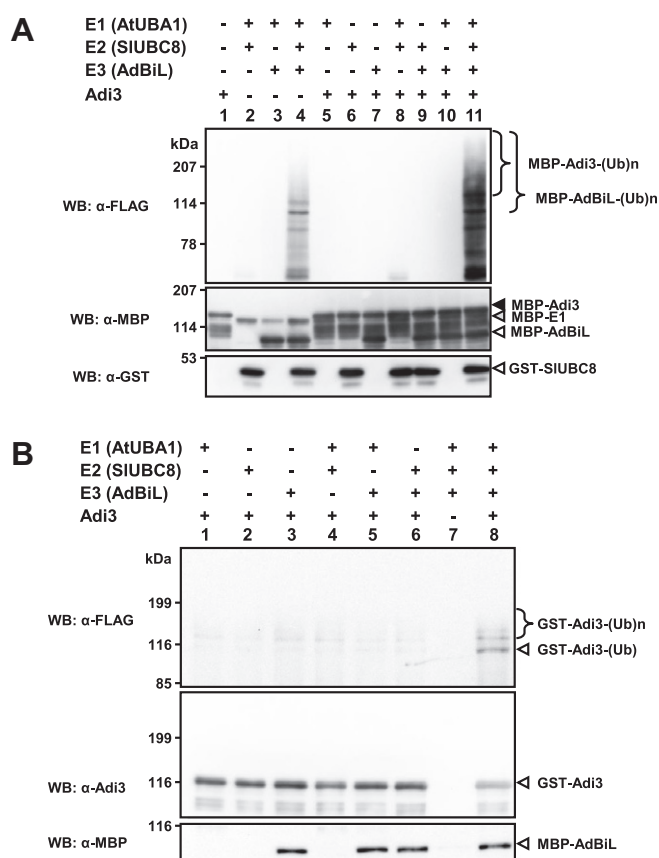 A
E1 (AtUBA1) - + + + + - - + - + +
E2 (SlUBC8) - + - + - + - + + - +
E3 (AdBiL) - - + + - - + - + + +
Adi3 + - - - + + + + + + +
1 2 3 4 5 6 7 8 9 10 11
kDa
207
MBP-Adi3-(Ub)n
WB: α-FLAG
114
MBP-AdBiL-(Ub)n
78
207
MBP-Adi3
WB: α-MBP
MBP-E1
114
MBP-AdBiL
53
WB: α-GST
GST-SlUBC8
B
E1 (AtUBA1) + - - + + - + +
E2 (SlUBC8) - + - + - + + +
E3 (AdBiL) - - + - + + + +
Adi3 + + + + + + - +
1 2 3 4 5 6 7 8
kDa
199
WB: α-FLAG
GST-Adi3-(Ub)n
116
GST-Adi3-(Ub)
85
199
WB: α-Adi3
116
GST-Adi3
116
WB: α-MBP
MBP-AdBiL